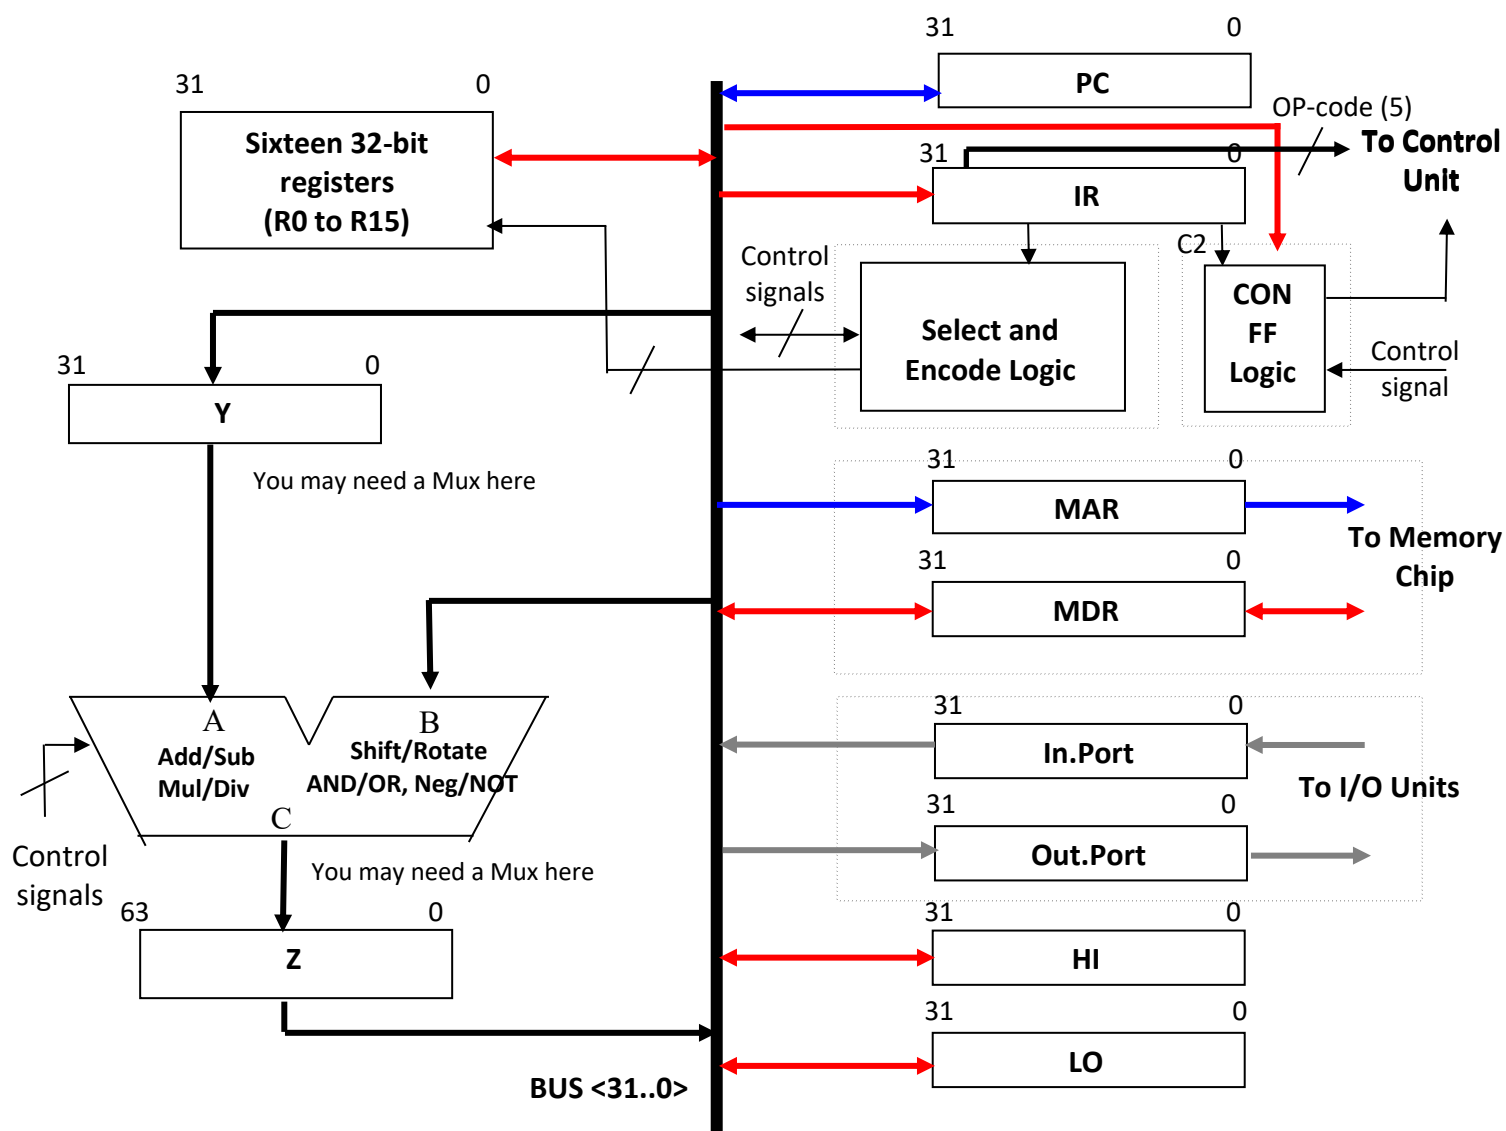 31 0
PC
OP-code (5)
To Control
Unit
31 0
Sixteen 32-bit
registers
(R0 to R15)
31 0
IR
C2
Control
signals
Select and
Encode Logic
CON
FF
Logic
Control
signal
31 0
Y
You may need a Mux here
31 0
MAR
To Memory
Chip
31 0
MDR
A
Add/Sub
Mul/Div
B
Shift/Rotate
AND/OR, Neg/NOT
C
Control
signals
You may need a Mux here
31 0
In.Port
To I/O Units
31 0
Out.Port
63 0
Z
31 0
HI
31 0
LO
BUS <31..0>